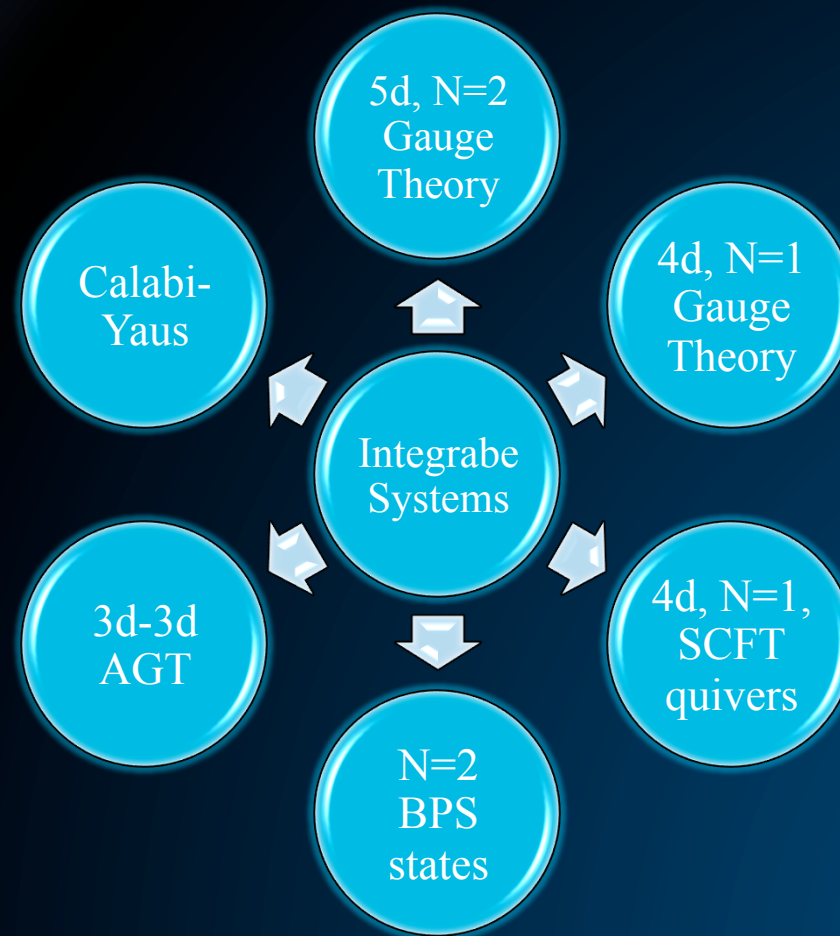 5d, N=2
Gauge
Theory
Calabi-
Yaus
4d, N=1
Gauge
Theory
Integrabe
Systems
3d-3d
AGT
4d, N=1,
SCFT
quivers
N=2
BPS
states